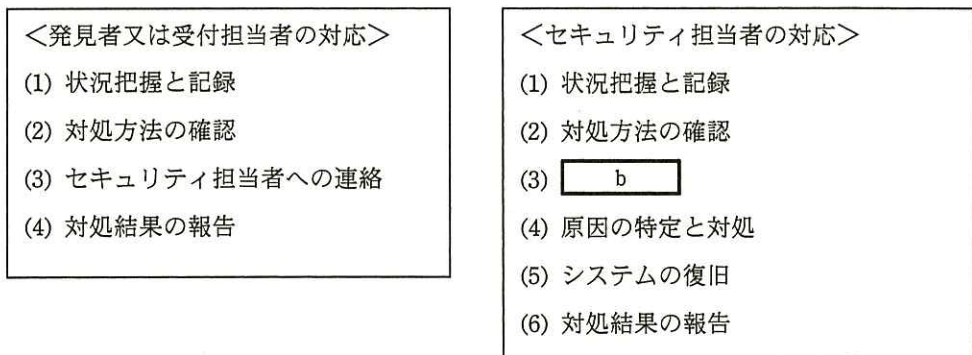 ＜発見者又は受付担当者の対応＞
(1) 状況把握と記録
(2) 対処方法の確認
(3) セキュリティ担当者への連絡
(4) 対処結果の報告
＜セキュリティ担当者の対応＞
(1) 状況把握と記録
(2) 対処方法の確認
(3) b
(4) 原因の特定と対処
(5) システムの復旧
(6) 対処結果の報告